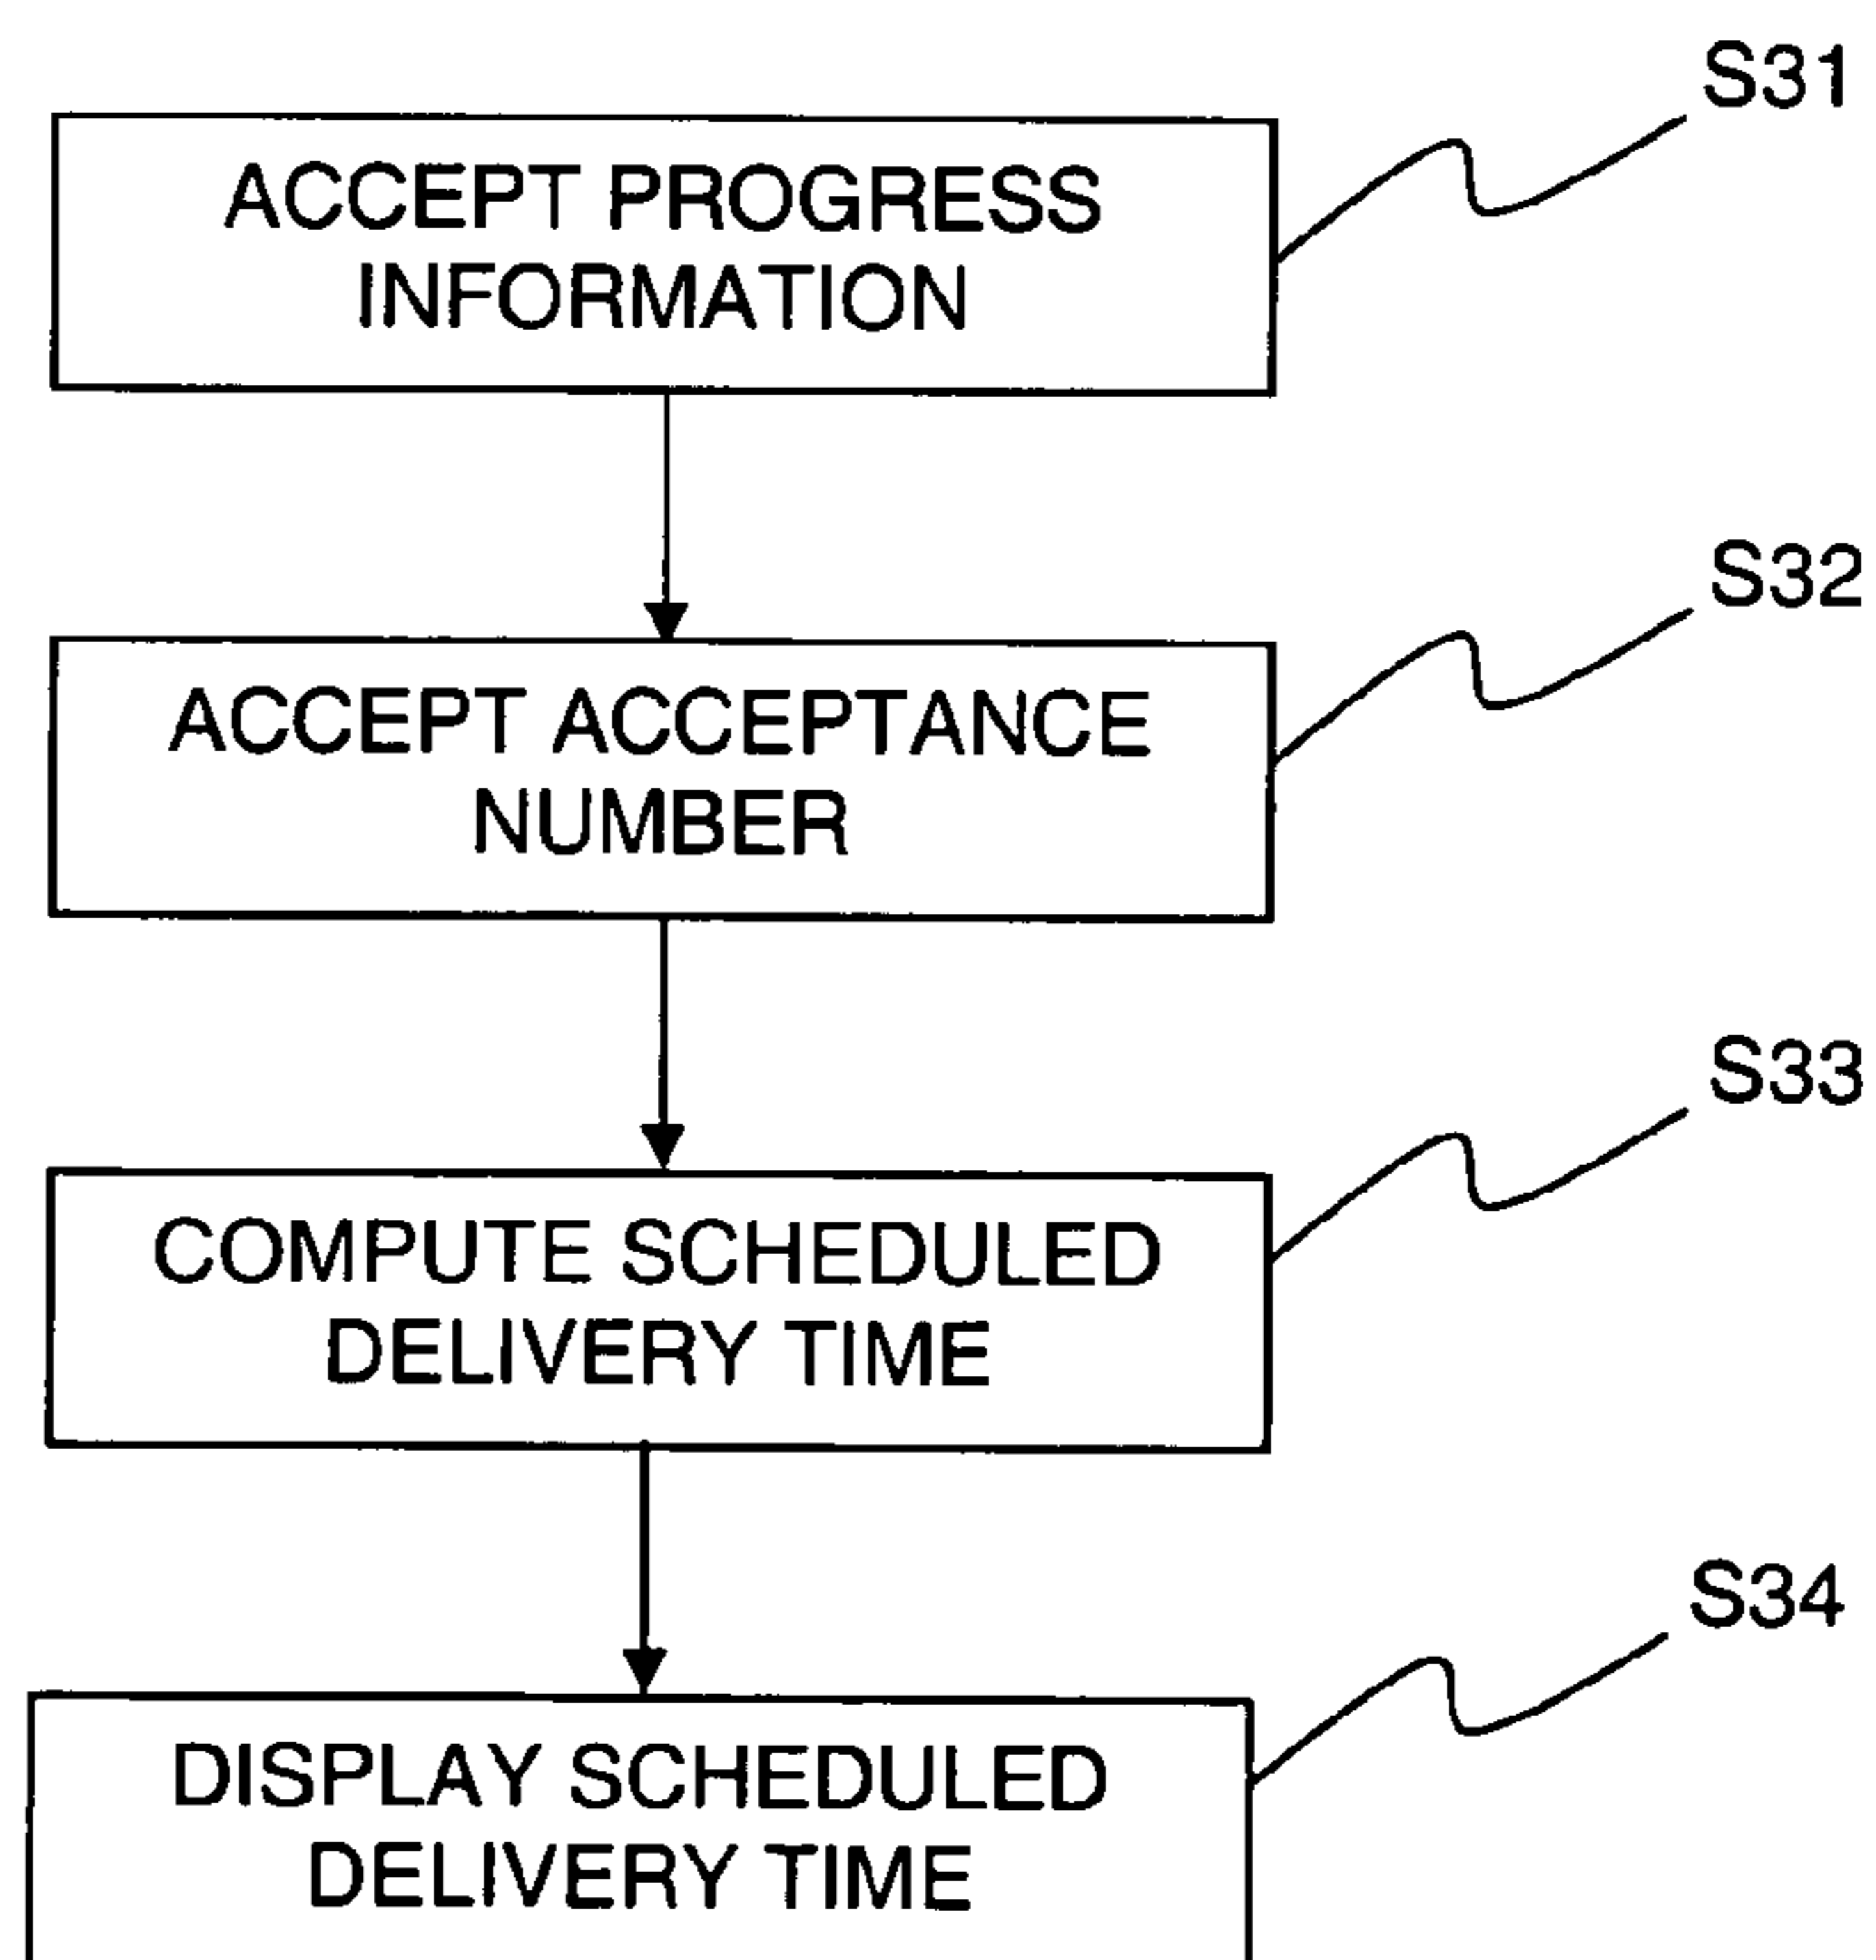 S31
ACCEPT PROGRESS
INFORMATION
S32
ACCEPT ACCEPTANCE
NUMBER
S33
COMPUTE SCHEDULED
DELIVERY TIME
S34
DISPLAY SCHEDULED
DELIVERY TIME